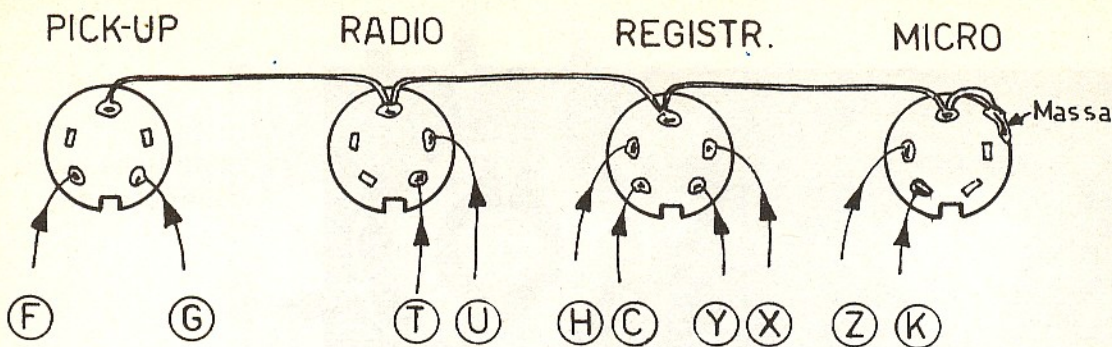 PICK-UP RADIO REGISTR. MICRO
Massa
F G T U H C Y X Z K